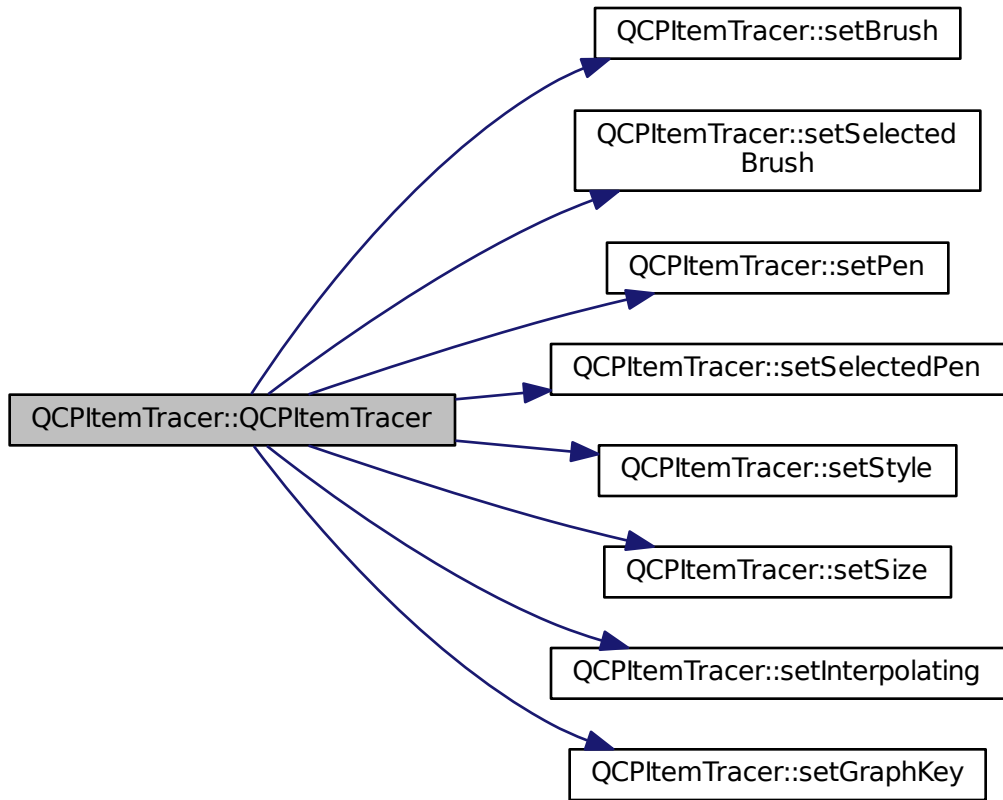 QCPItemTracer::setBrush
QCPItemTracer::setSelected
Brush
QCPItemTracer::setPen
QCPItemTracer::setSelectedPen
QCPItemTracer::QCPItemTracer
QCPItemTracer::setStyle
QCPItemTracer::setSize
QCPItemTracer::setInterpolating
QCPItemTracer::setGraphKey